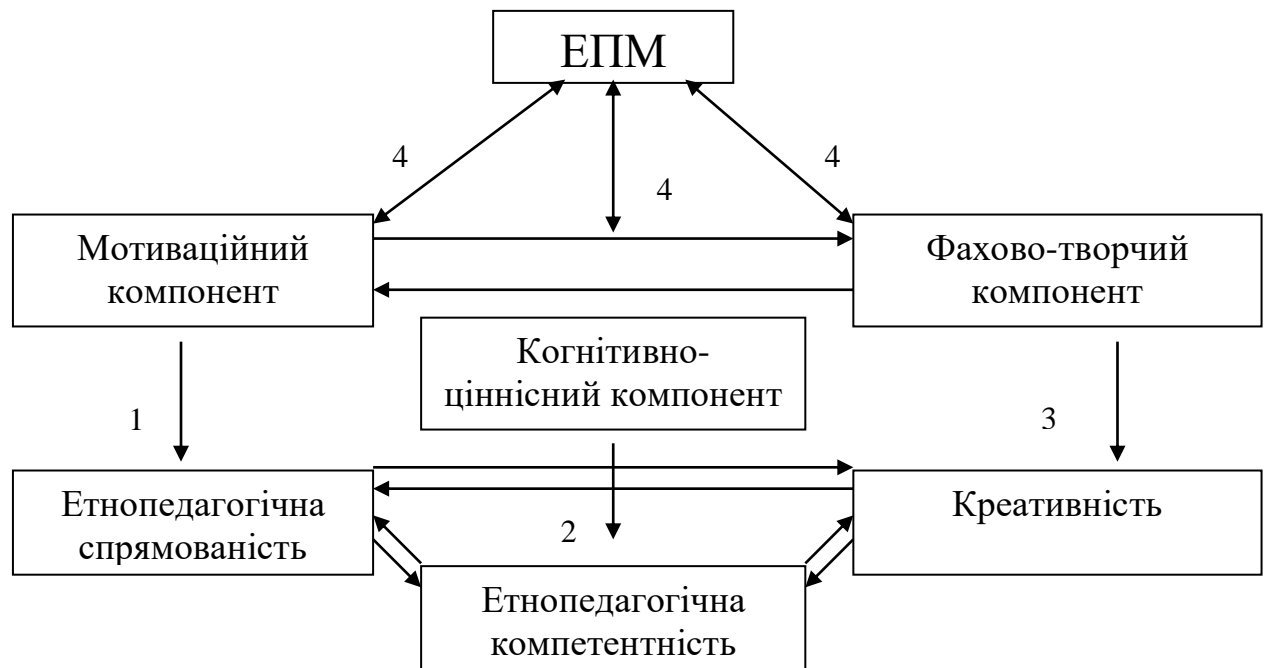 ЕПМ
4
4
4
Мотиваційний
компонент
Фахово-творчий
компонент
Когнітивно-
ціннісний компонент
1
3
Етнопедагогічна
спрямованість
Креативність
2
Етнопедагогічна
компетентність